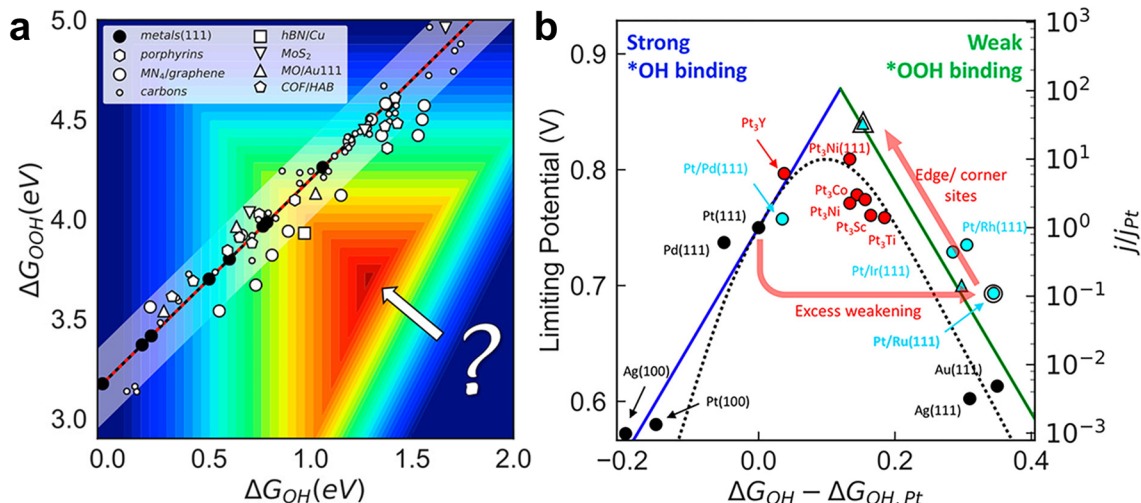 a
5.0
4.5
4.0
3.5
3.0
ΔG_OOH(eV)
metals(111)
porphyrins
MN₄/graphene
carbons
hBN/Cu
MoS₂
MO/Au111
COF/HAB
?
0.0 0.5 1.0 1.5 2.0
ΔG_OH(eV)
b
0.9
0.8
0.7
0.6
Limiting Potential (V)
Strong
*OH binding
Weak
*OOH binding
Pt₃Y
Pt₃Ni(111)
Pt/Pd(111)
Pt₃Co
Pt₃Ni
Pt₃Sc
Pt₃Ti
Edge/ corner
sites
Pt(111)
Pd(111)
Pt/Rh(111)
Pt/Ir(111)
Excess weakening
Pt/Ru(111)
Ag(100)
Pt(100)
Au(111)
Ag(111)
10³
10²
10¹
10⁰
10⁻¹
10⁻²
10⁻³
j/j_Pt
−0.2 0.0 0.2 0.4
ΔG_OH − ΔG_OH,Pt